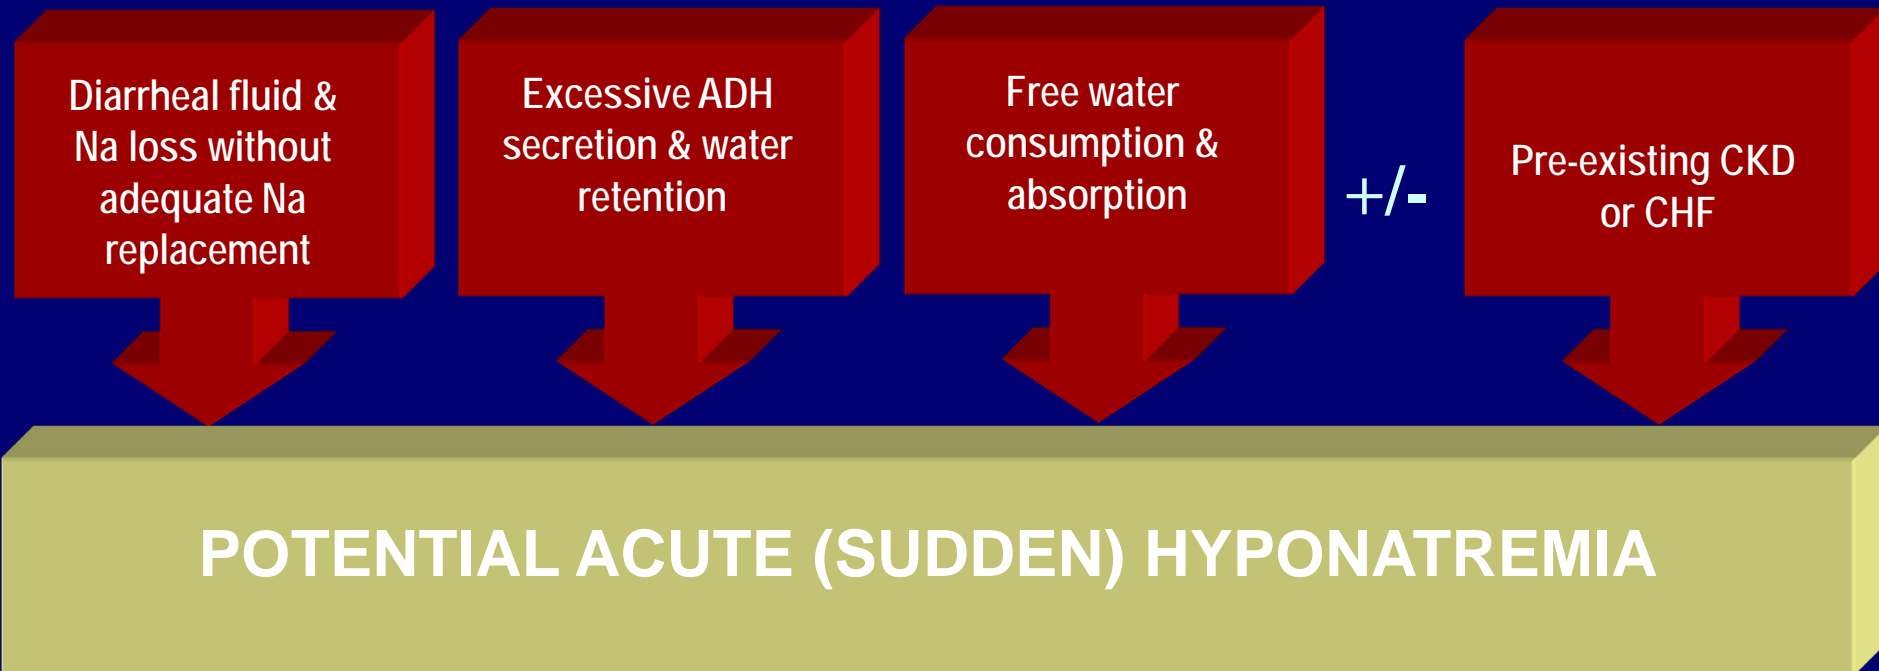 Diarrheal fluid &
Na loss without
adequate Na
replacement
Excessive ADH
secretion & water
retention
Free water
consumption &
absorption
+/-
Pre-existing CKD
or CHF
POTENTIAL ACUTE (SUDDEN) HYPONATREMIA